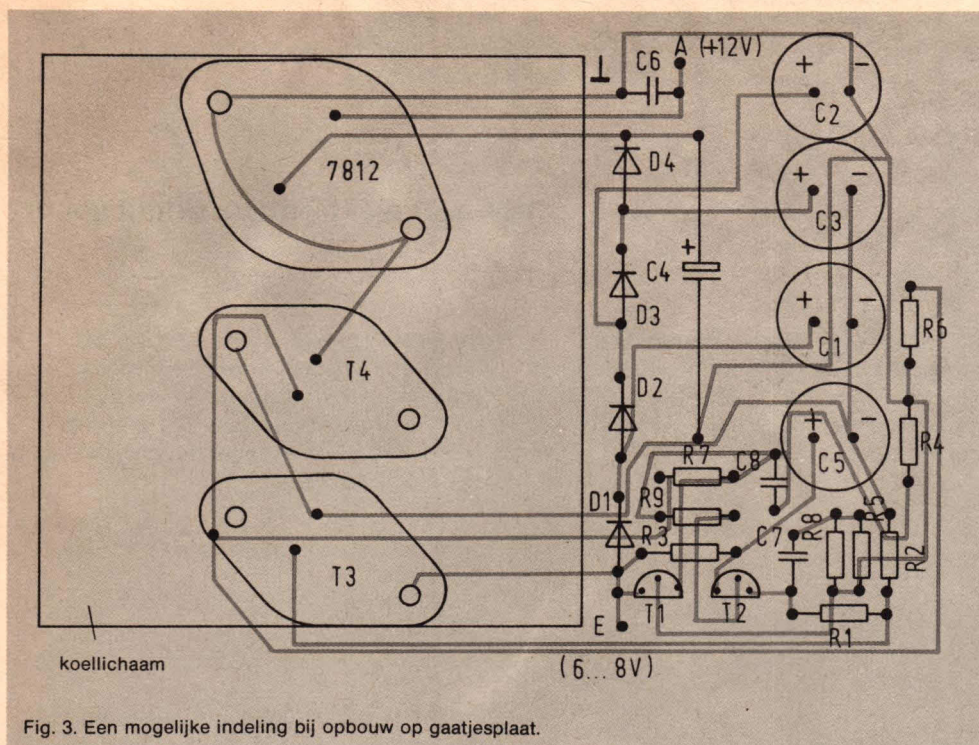 A (+12V)
⊥
C6
+ −
C2
7812
D4
+ −
C3
+
C4
D3
+ −
C1
R6
T4
D2
R4
+ −
C5
R7
C8
D1
R9
R5
R3
C7
R8
R2
T3
T1
T2
E
R1
koellichaam
(6... 8V)
Fig. 3. Een mogelijke indeling bij opbouw op gaatjesplaat.